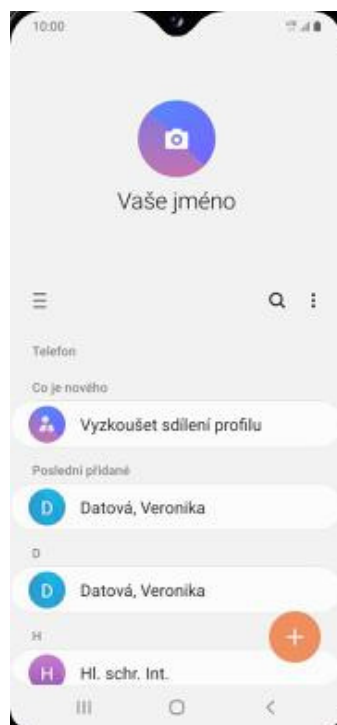 10:00
Vaše jméno
Telefon
Co je nového
Vyzkoušet sdílení profilu
Poslední přidané
D Datová, Veronika
D
D Datová, Veronika
H
H Hl. schr. Int.